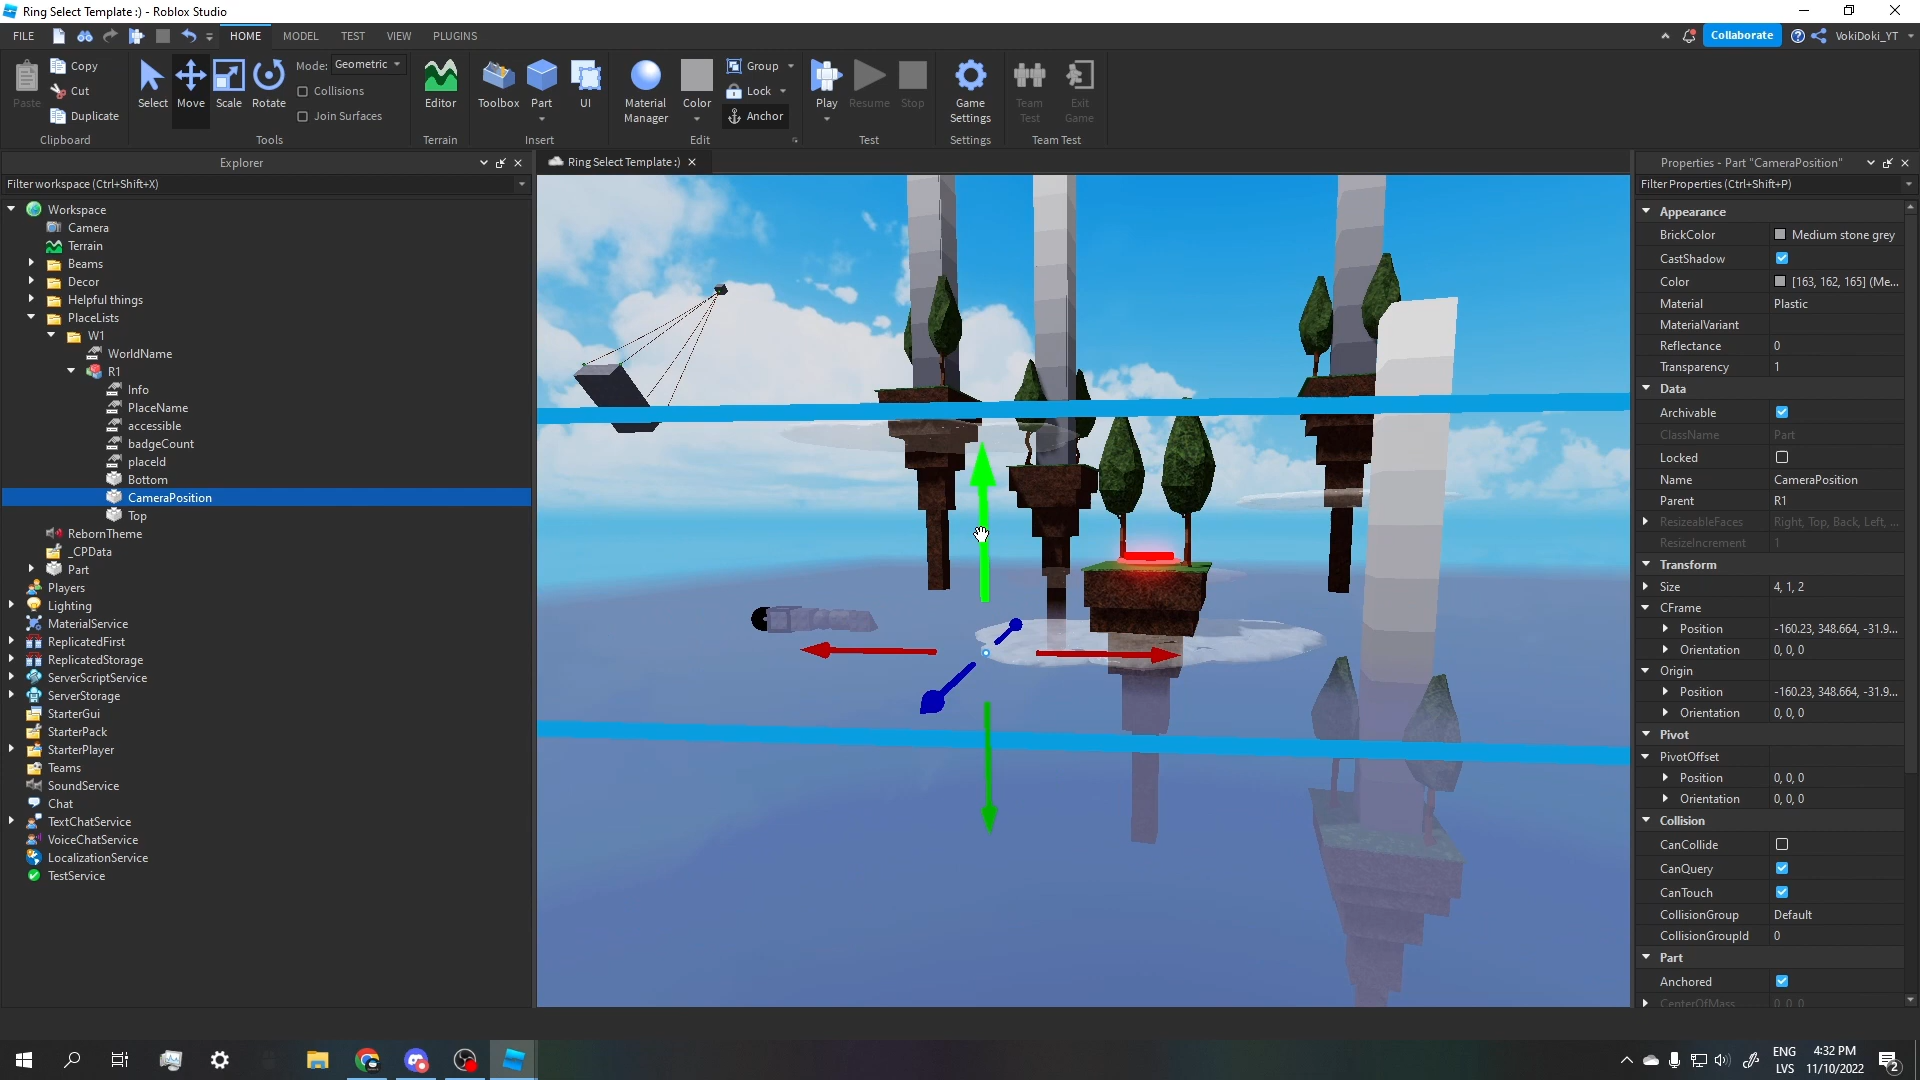 Ring Select Template :) - Roblox Studio
FILE HOME MODEL TEST VIEW PLUGINS Collaborate VokiDoki_YT
Paste Copy Cut Duplicate Clipboard
Select Move Scale Rotate Mode: Geometric Collisions Join Surfaces Tools
Editor Terrain
Toolbox Part UI Insert
Material Manager Color Group Lock Anchor Edit
Play Resume Stop Test
Game Settings Settings
Team Test Exit Game Team Test
Explorer
Filter workspace (Ctrl+Shift+X)
Workspace
Camera
Terrain
Beams
Decor
Helpful things
PlaceLists
W1
WorldName
R1
Info
PlaceName
accessible
badgeCount
placeId
Bottom
CameraPosition
Top
RebornTheme
_CPData
Part
Players
Lighting
MaterialService
ReplicatedFirst
ReplicatedStorage
ServerScriptService
ServerStorage
StarterGui
StarterPack
StarterPlayer
Teams
SoundService
Chat
TextChatService
VoiceChatService
LocalizationService
TestService
Ring Select Template :)
Properties - Part "CameraPosition"
Filter Properties (Ctrl+Shift+P)
Appearance
BrickColor Medium stone grey
CastShadow
Color [163, 162, 165] (Me...
Material Plastic
MaterialVariant
Reflectance 0
Transparency 1
Data
Archivable
ClassName Part
Locked
Name CameraPosition
Parent R1
ResizeableFaces Right, Top, Back, Left, ...
ResizeIncrement 1
Transform
Size 4, 1, 2
CFrame
Position -160.23, 348.664, -31.9...
Orientation 0, 0, 0
Origin
Position -160.23, 348.664, -31.9...
Orientation 0, 0, 0
Pivot
PivotOffset
Position 0, 0, 0
Orientation 0, 0, 0
Collision
CanCollide
CanQuery
CanTouch
CollisionGroup Default
CollisionGroupId 0
Part
Anchored
CenterOfMass 0, 0, 0
ENG 4:32 PM
LVS 11/10/2022 2